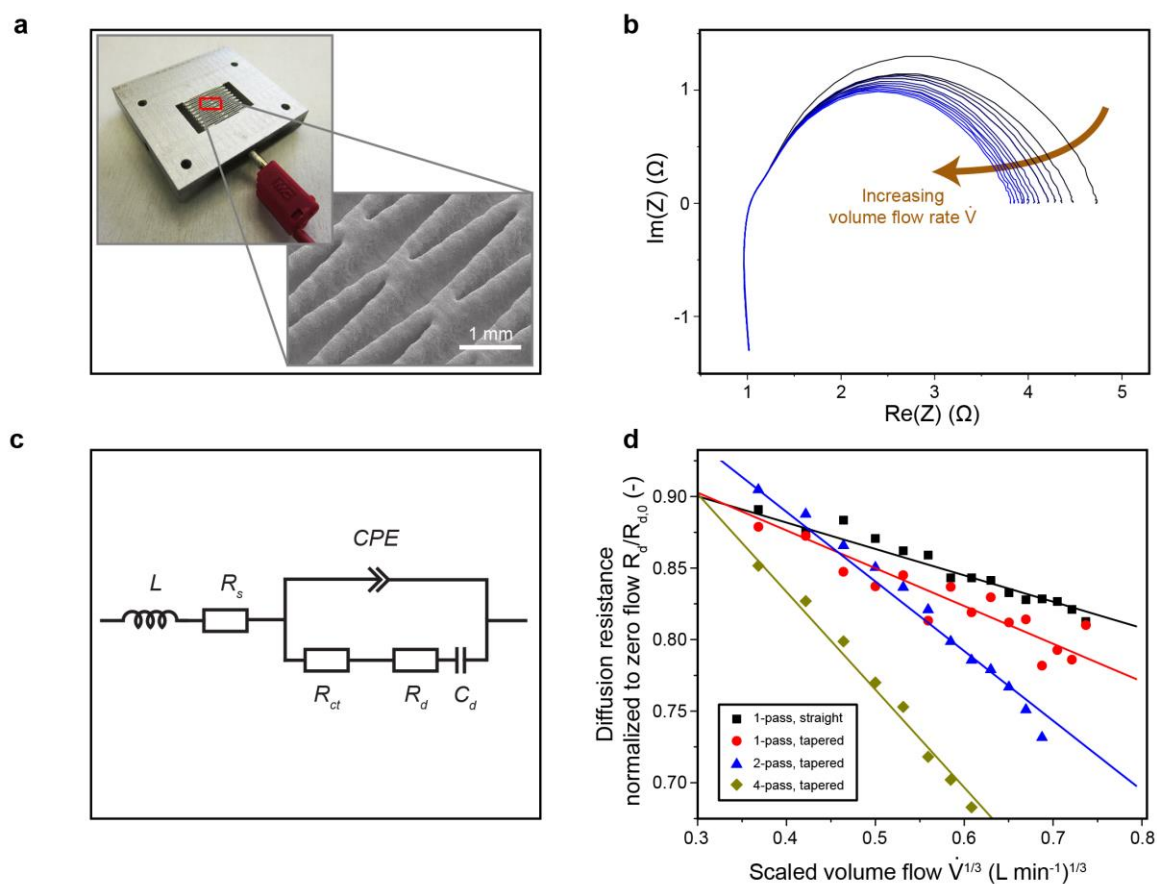 a
1 mm
b
Im(Z) (Ω)
1
0
-1
Increasing
volume flow rate V̇
1
2
3
4
5
Re(Z) (Ω)
c
L
Rs
CPE
Rct
Rd
Cd
d
Diffusion resistance
normalized to zero flow Rd/Rd,0 (-)
0.90
0.85
0.80
0.75
0.70
1-pass, straight
1-pass, tapered
2-pass, tapered
4-pass, tapered
0.3
0.4
0.5
0.6
0.7
0.8
Scaled volume flow V̇1/3 (L min-1)1/3